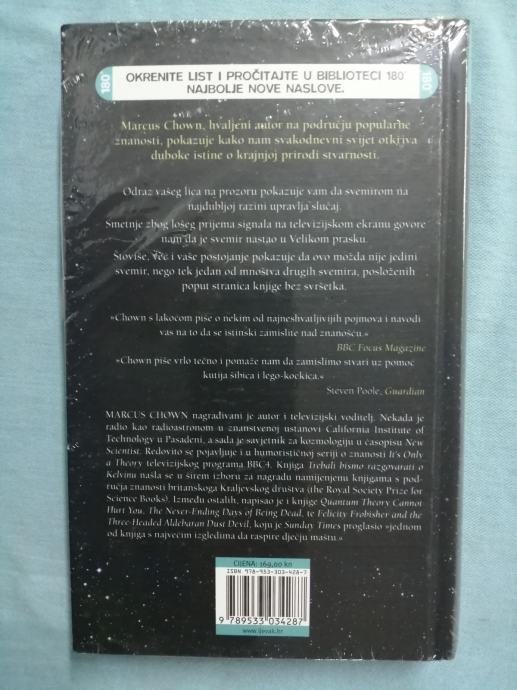 180°
OKRENITE LIST I PROČITAJTE U BIBLIOTECI 180°
NAJBOLJE NOVE NASLOVE.
180°
Marcus Chown, hvaljeni autor na području popularne
znanosti, pokazuje kako nam svakodnevni svijet otkriva
duboke istine o krajnjoj prirodi stvarnosti.
Odraz vašeg lica na prozoru pokazuje vam da svemirom na
najdubljoj razini upravlja slučaj.
Smetnje zbog lošeg prijema signala na televizijskom ekranu govore
nam da je svemir nastao u Velikom prasku.
Štoviše, već i vaše postojanje pokazuje da ovo možda nije jedini
svemir, nego tek jedan od mnoštva drugih svemira, posloženih
poput stranica knjige bez svršetka.
»Chown s lakoćom piše o nekim od najneshvatljivijih pojmova i navodi
vas na to da se istinski zamislite nad znanošću.«
BBC Focus Magazine
»Chown piše vrlo tečno i pomaže nam da zamislimo stvari uz pomoć
kutija šibica i lego-kockica.«
Steven Poole, Guardian
MARCUS CHOWN nagrađivani je autor i televizijski voditelj. Nekada je
radio kao radioastronom u znanstvenoj ustanovi California Institute of
Technology u Pasadeni, a sada je savjetnik za kozmologiju u časopisu New
Scientist. Redovito se pojavljuje i u humorističnoj seriji o znanosti It's Only
a Theory televizijskog programa BBC4. Knjiga Trebali bismo razgovarati o
Kelvinu našla se u širem izboru za nagradu namijenjenu knjigama s pod-
ručja znanosti britanskoga Kraljevskog društva (the Royal Society Prize for
Science Books). Između ostalih, napisao je i knjige Quantum Theory Cannot
Hurt You, The Never-Ending Days of Being Dead, te Felicity Frobisher and the
Three-Headed Aldebaran Dust Devil, koju je Sunday Times proglasio »jednom
od knjiga s najvećim izgledima da raspire dječju maštu.«
CIJENA: 169,00 kn
ISBN 978-953-303-428-7
9 789533 034287
www.ljevak.hr